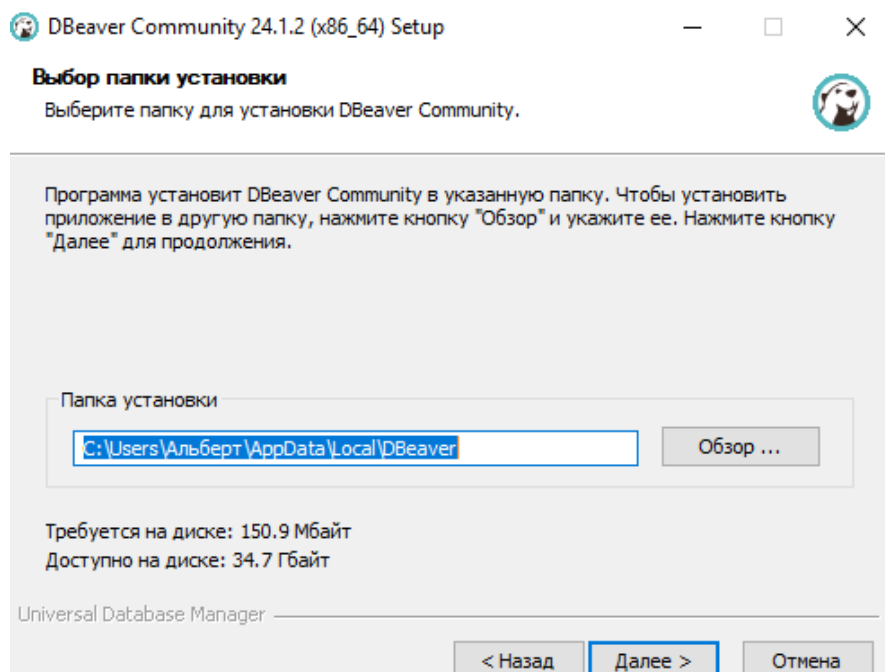 DBeaver Community 24.1.2 (x86_64) Setup
Выбор папки установки
Выберите папку для установки DBeaver Community.
Программа установит DBeaver Community в указанную папку. Чтобы установить
приложение в другую папку, нажмите кнопку "Обзор" и укажите ее. Нажмите кнопку
"Далее" для продолжения.
Папка установки
C:\Users\Альберт\AppData\Local\DBeaver
Обзор ...
Требуется на диске: 150.9 Мбайт
Доступно на диске: 34.7 Гбайт
Universal Database Manager
< Назад
Далее >
Отмена